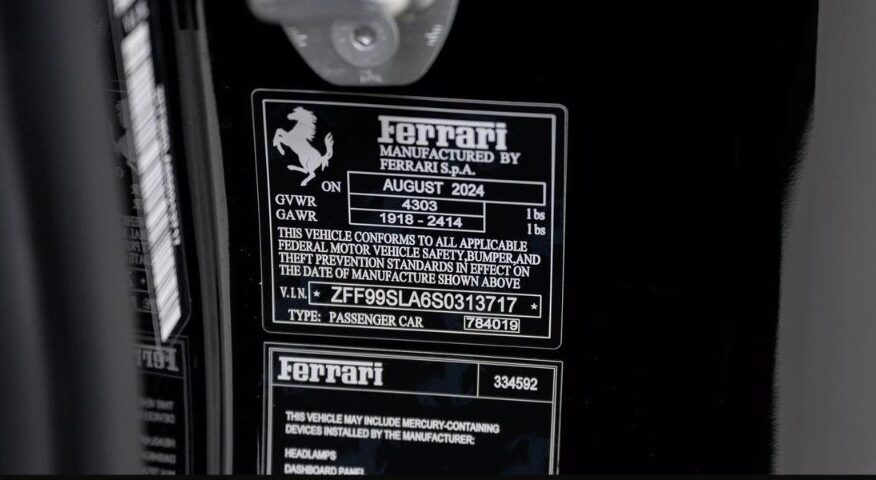 Ferrari
MANUFACTURED BY
FERRARI S.p.A.
ON AUGUST 2024
GVWR 4303 lbs
GAWR 1918 - 2414 lbs
THIS VEHICLE CONFORMS TO ALL APPLICABLE
FEDERAL MOTOR VEHICLE SAFETY,BUMPER,AND
THEFT PREVENTION STANDARDS IN EFFECT ON
THE DATE OF MANUFACTURE SHOWN ABOVE
V.I.N. * ZFF99SLA6S0313717 *
TYPE: PASSENGER CAR 784019
Ferrari 334592
THIS VEHICLE MAY INCLUDE MERCURY-CONTAINING
DEVICES INSTALLED BY THE MANUFACTURER:
HEADLAMPS
DASHBOARD PANEL